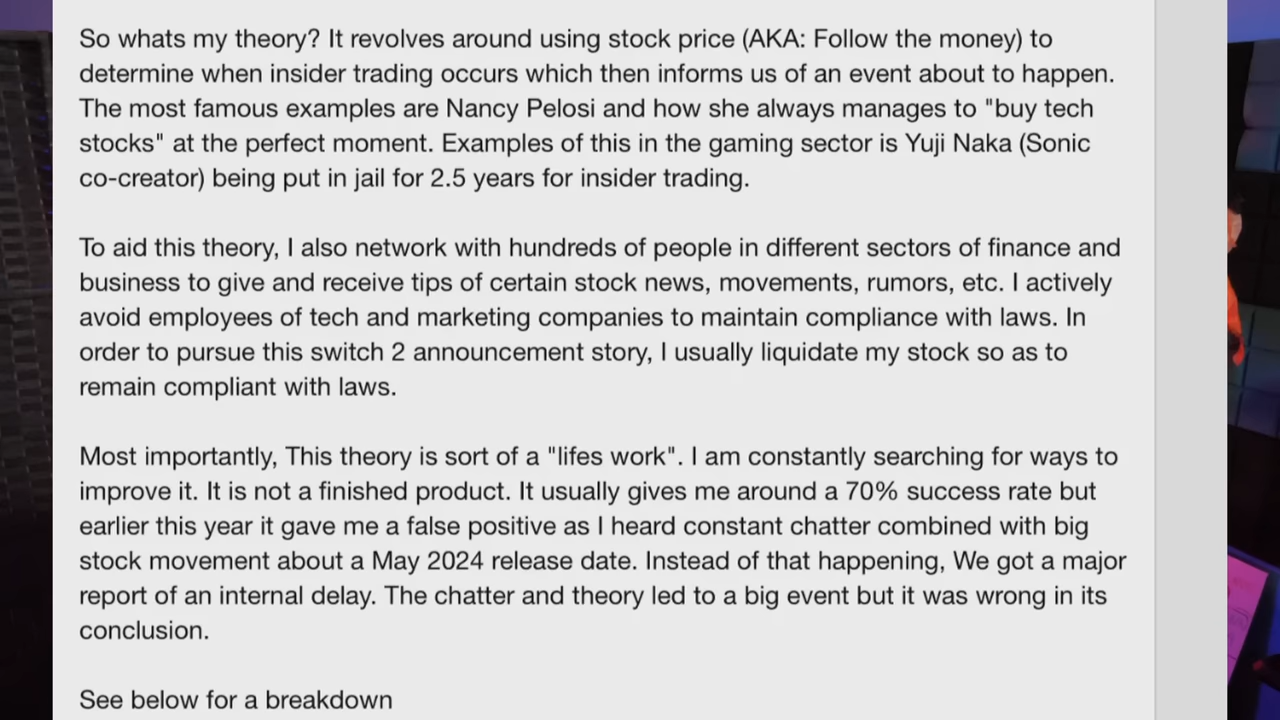 So whats my theory? It revolves around using stock price (AKA: Follow the money) to
determine when insider trading occurs which then informs us of an event about to happen.
The most famous examples are Nancy Pelosi and how she always manages to "buy tech
stocks" at the perfect moment. Examples of this in the gaming sector is Yuji Naka (Sonic
co-creator) being put in jail for 2.5 years for insider trading.
To aid this theory, I also network with hundreds of people in different sectors of finance and
business to give and receive tips of certain stock news, movements, rumors, etc. I actively
avoid employees of tech and marketing companies to maintain compliance with laws. In
order to pursue this switch 2 announcement story, I usually liquidate my stock so as to
remain compliant with laws.
Most importantly, This theory is sort of a "lifes work". I am constantly searching for ways to
improve it. It is not a finished product. It usually gives me around a 70% success rate but
earlier this year it gave me a false positive as I heard constant chatter combined with big
stock movement about a May 2024 release date. Instead of that happening, We got a major
report of an internal delay. The chatter and theory led to a big event but it was wrong in its
conclusion.
See below for a breakdown